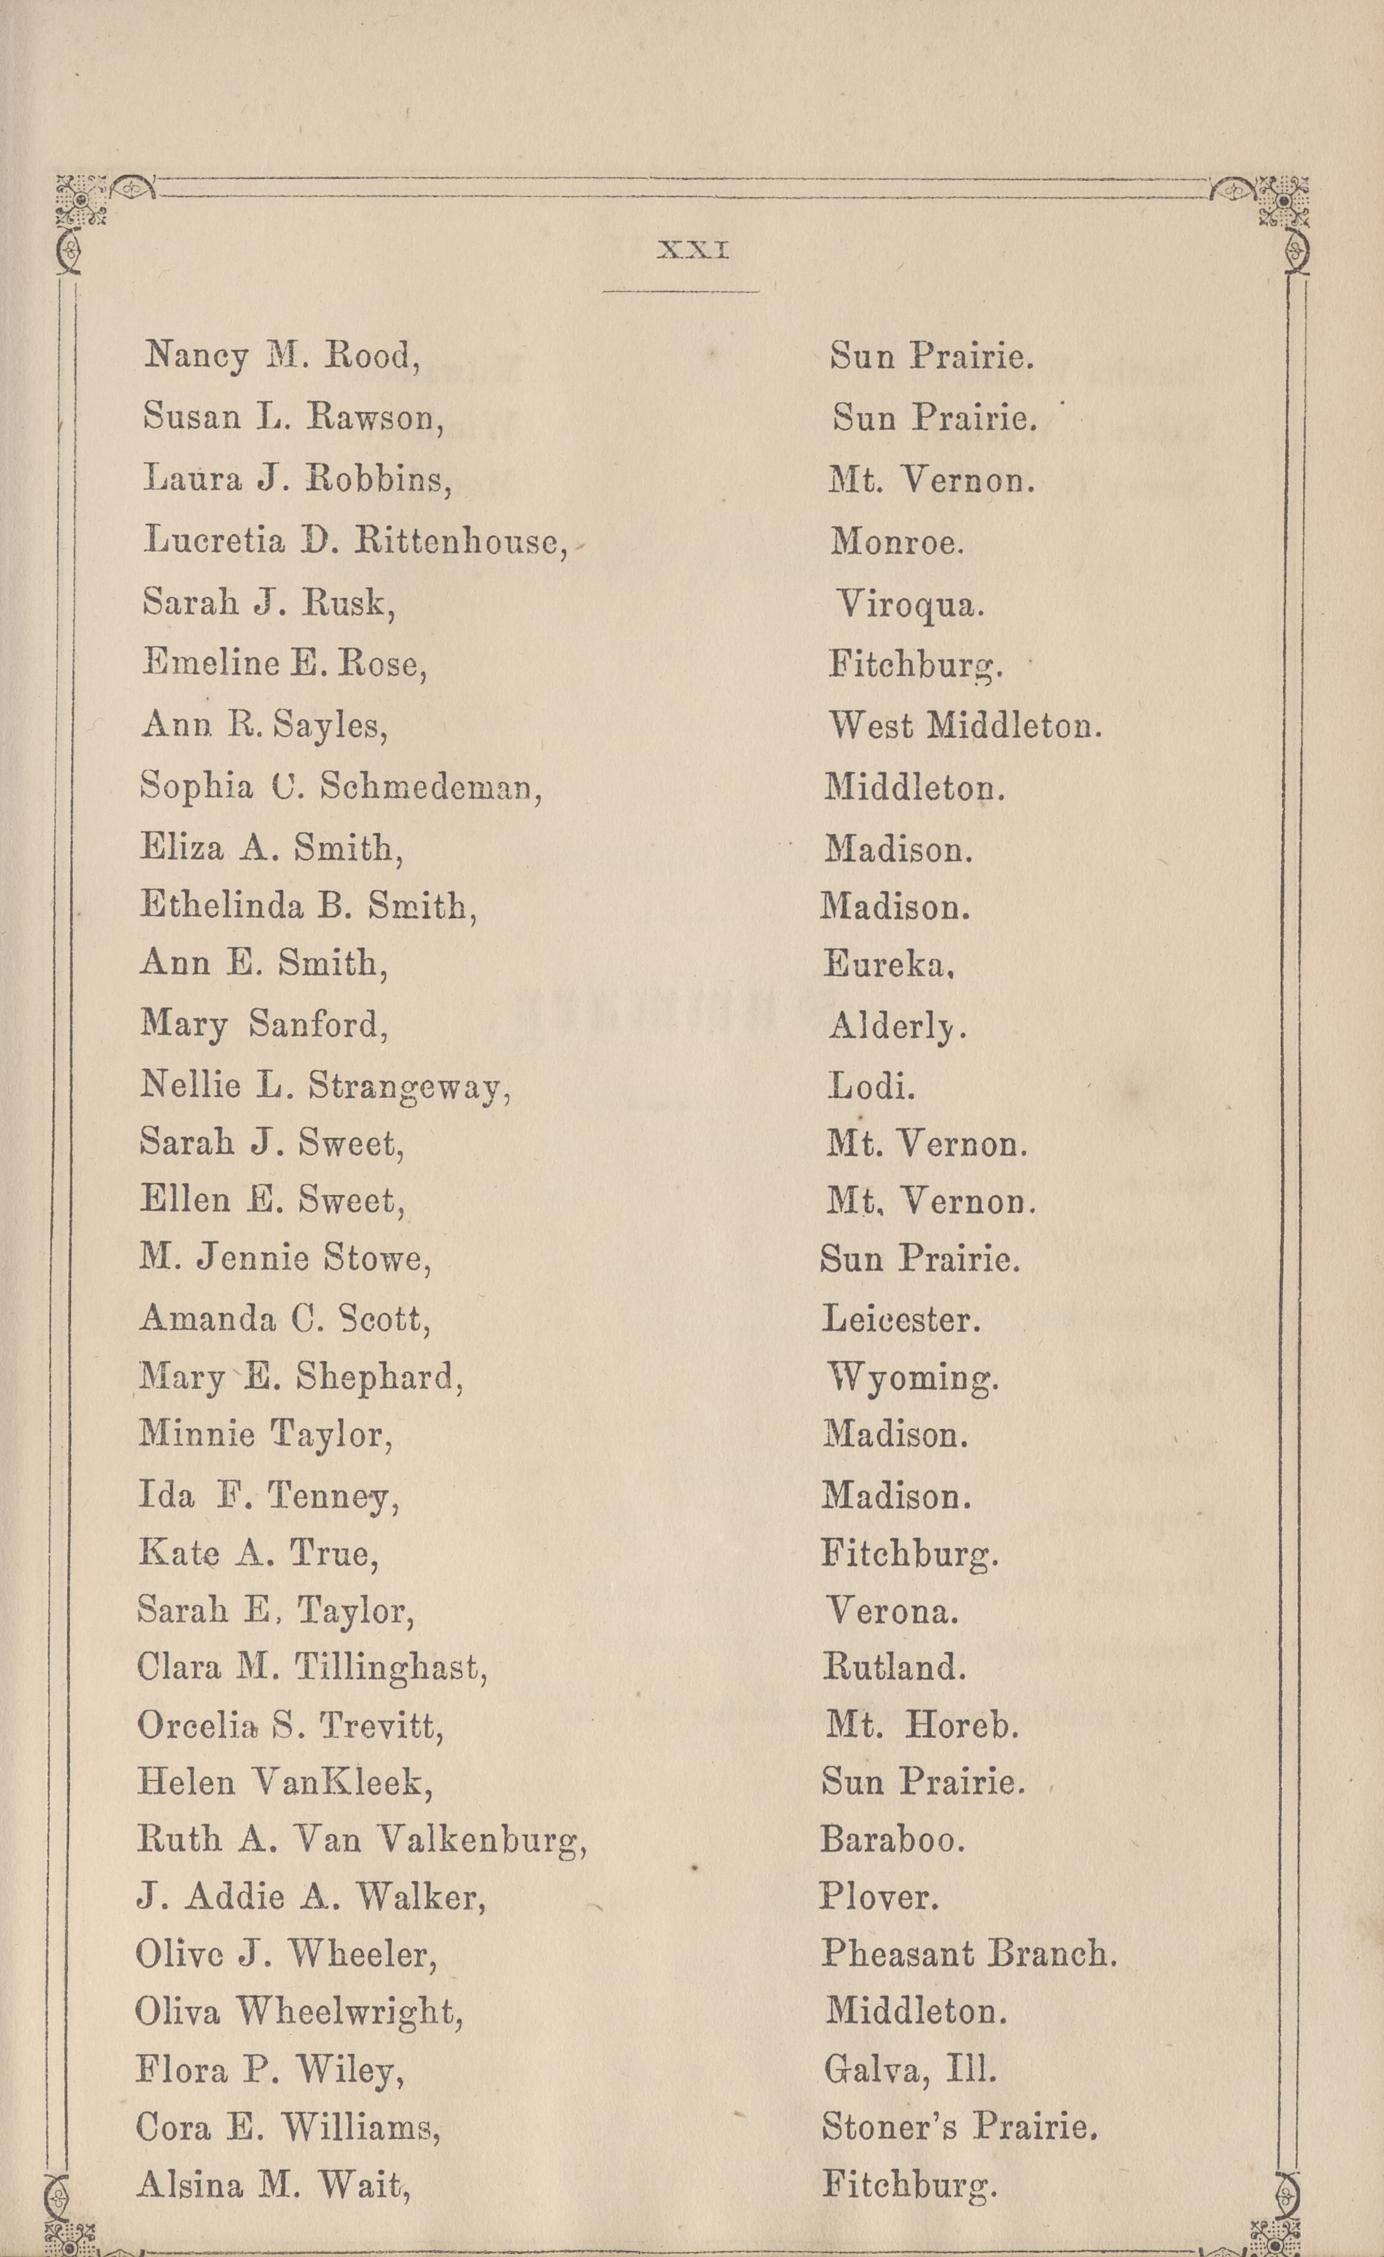 XXI
Nancy M. Rood, Sun Prairie.
Susan L. Rawson, Sun Prairie.
Laura J. Robbins, Mt. Vernon.
Lucretia D. Rittenhouse, Monroe.
Sarah J. Rusk, Viroqua.
Emeline E. Rose, Fitchburg.
Ann R. Sayles, West Middleton.
Sophia C. Schmedeman, Middleton.
Eliza A. Smith, Madison.
Ethelinda B. Smith, Madison.
Ann E. Smith, Eureka.
Mary Sanford, Alderly.
Nellie L. Strangeway, Lodi.
Sarah J. Sweet, Mt. Vernon.
Ellen E. Sweet, Mt. Vernon.
M. Jennie Stowe, Sun Prairie.
Amanda C. Scott, Leicester.
Mary E. Shephard, Wyoming.
Minnie Taylor, Madison.
Ida F. Tenney, Madison.
Kate A. True, Fitchburg.
Sarah E. Taylor, Verona.
Clara M. Tillinghast, Rutland.
Orcelia S. Trevitt, Mt. Horeb.
Helen VanKleek, Sun Prairie.
Ruth A. Van Valkenburg, Baraboo.
J. Addie A. Walker, Plover.
Olive J. Wheeler, Pheasant Branch.
Oliva Wheelwright, Middleton.
Flora P. Wiley, Galva, Ill.
Cora E. Williams, Stoner's Prairie.
Alsina M. Wait, Fitchburg.